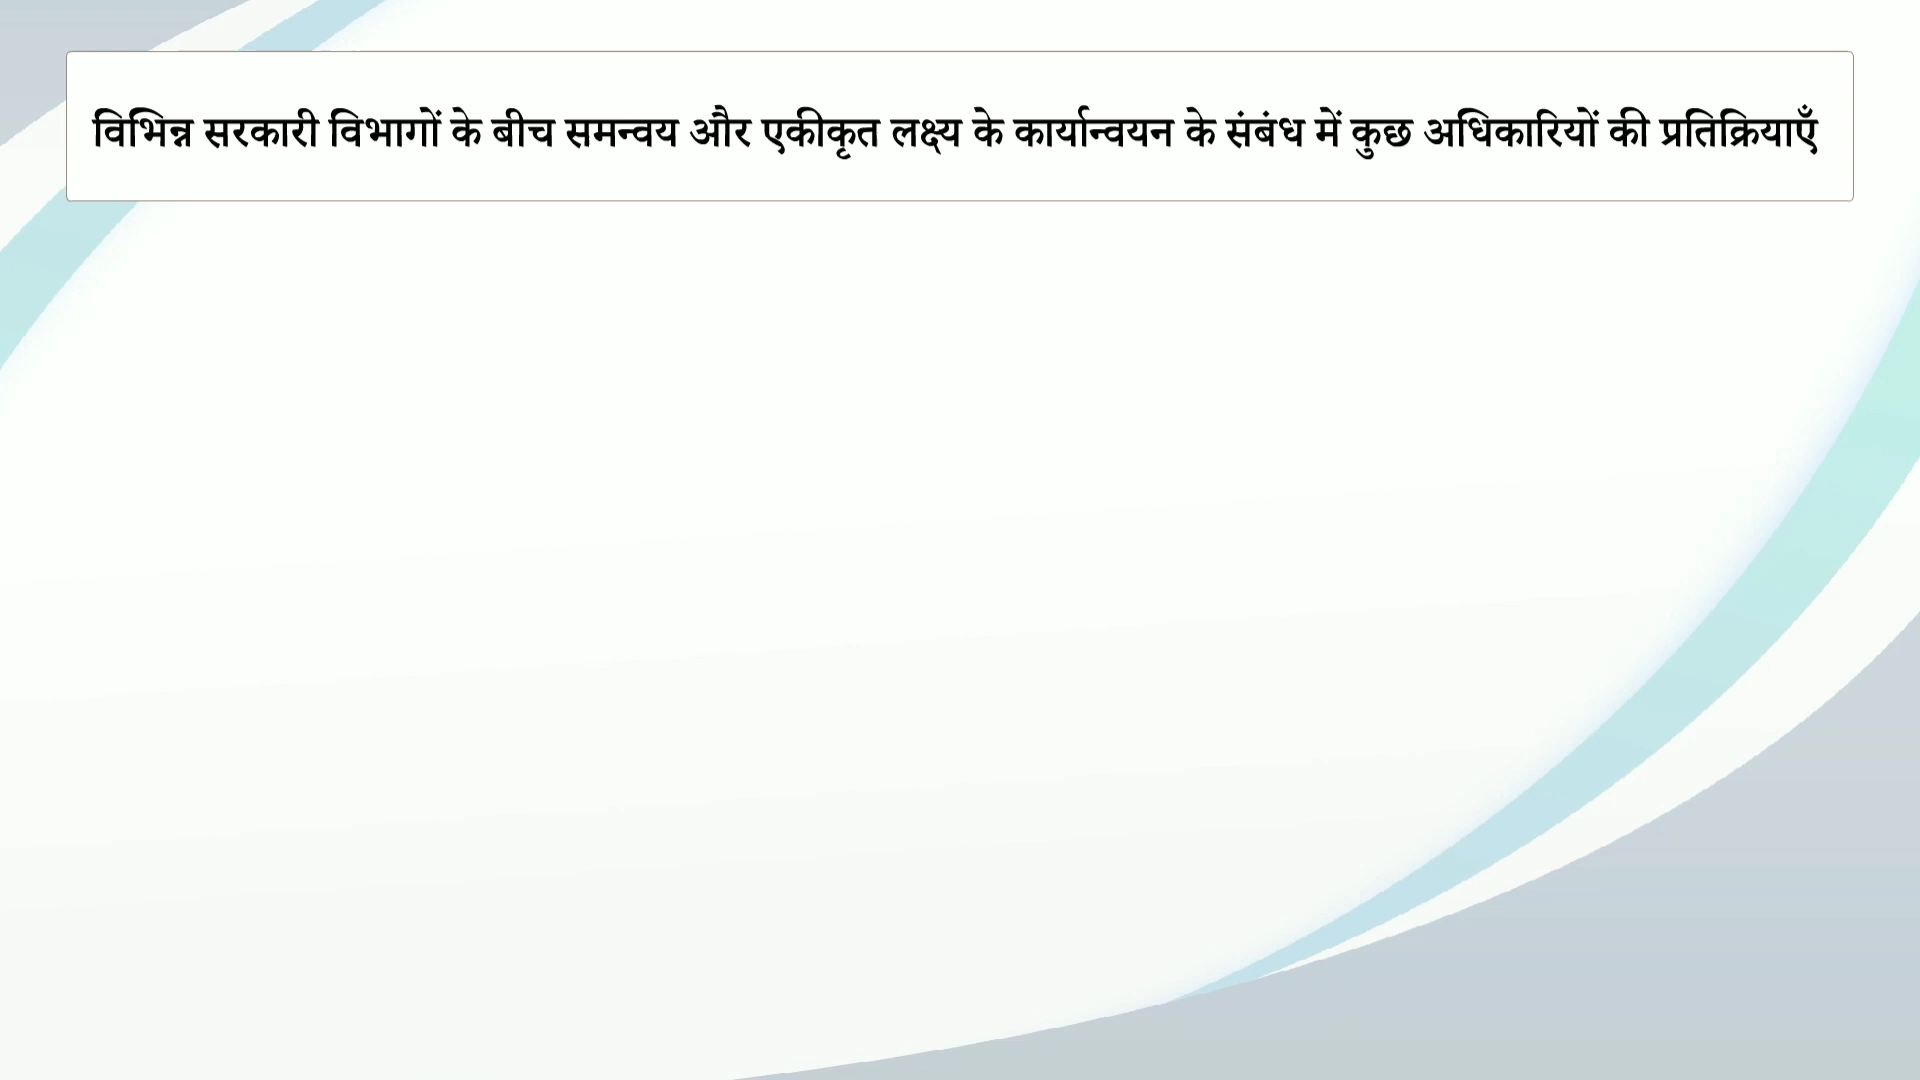 विभिन्न सरकारी विभागों के बीच समन्वय और एकीकृत लक्ष्य के कार्यान्वयन के संबंध में कुछ अधिकारियों की प्रतिक्रियाएँ